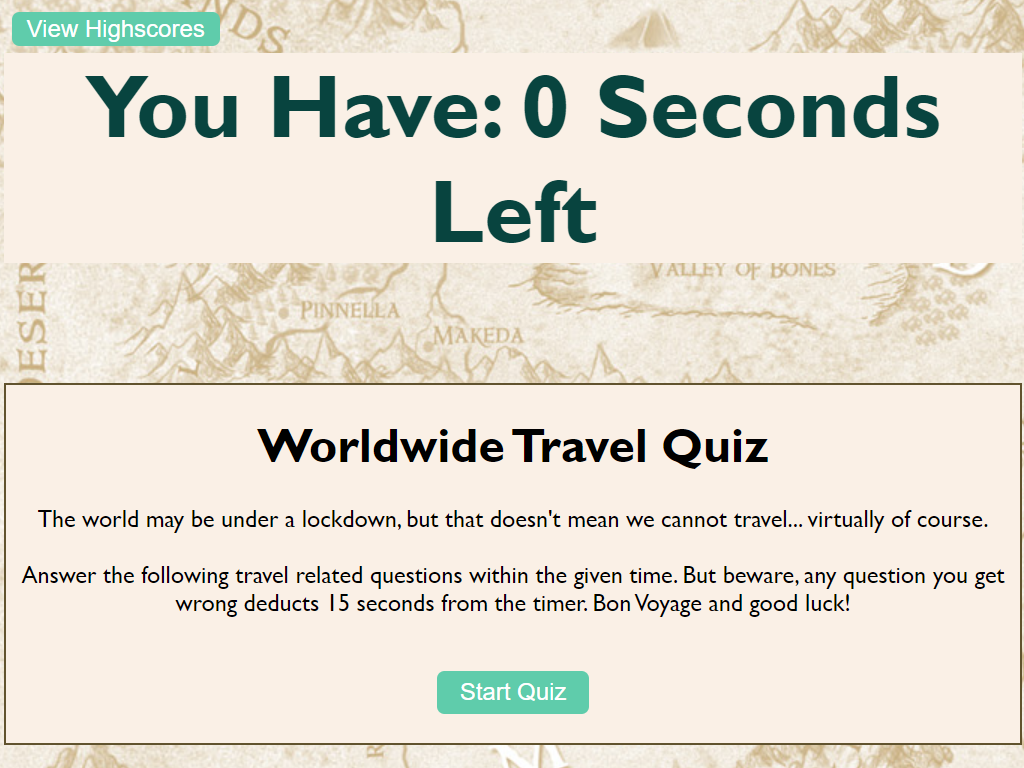 View Highscores
You Have: 0 Seconds
Left
VALLEY OF BONES
PINNELLA
MAKEDA
Worldwide Travel Quiz
The world may be under a lockdown, but that doesn't mean we cannot travel... virtually of course.
Answer the following travel related questions within the given time. But beware, any question you get
wrong deducts 15 seconds from the timer. Bon Voyage and good luck!
Start Quiz